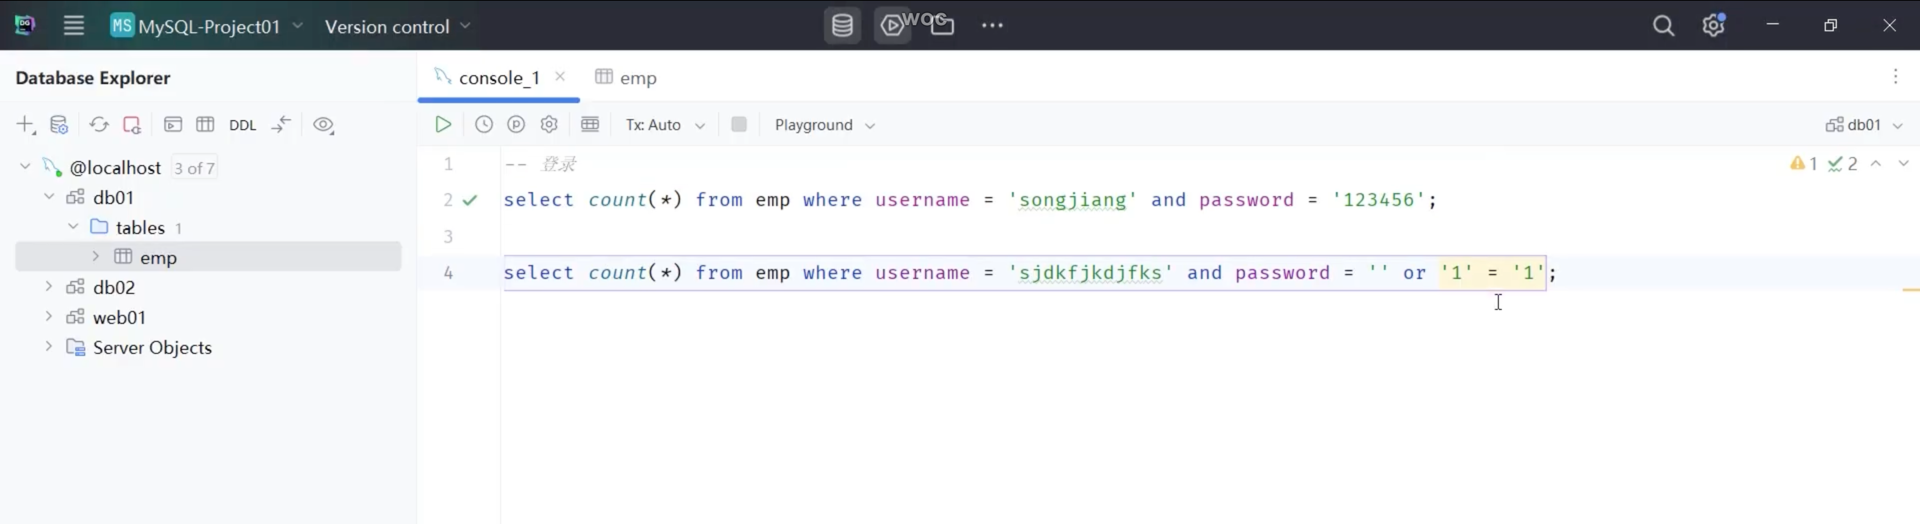 MS MySQL-Project01 Version control
woc
Database Explorer
console_1
emp
DDL
Tx: Auto
Playground
db01
@localhost 3 of 7
db01
tables 1
emp
db02
web01
Server Objects
1 -- 登录
2 select count(*) from emp where username = 'songjiang' and password = '123456';
3
4 select count(*) from emp where username = 'sjdkfjkdjfks' and password = '' or '1' = '1';
1 2